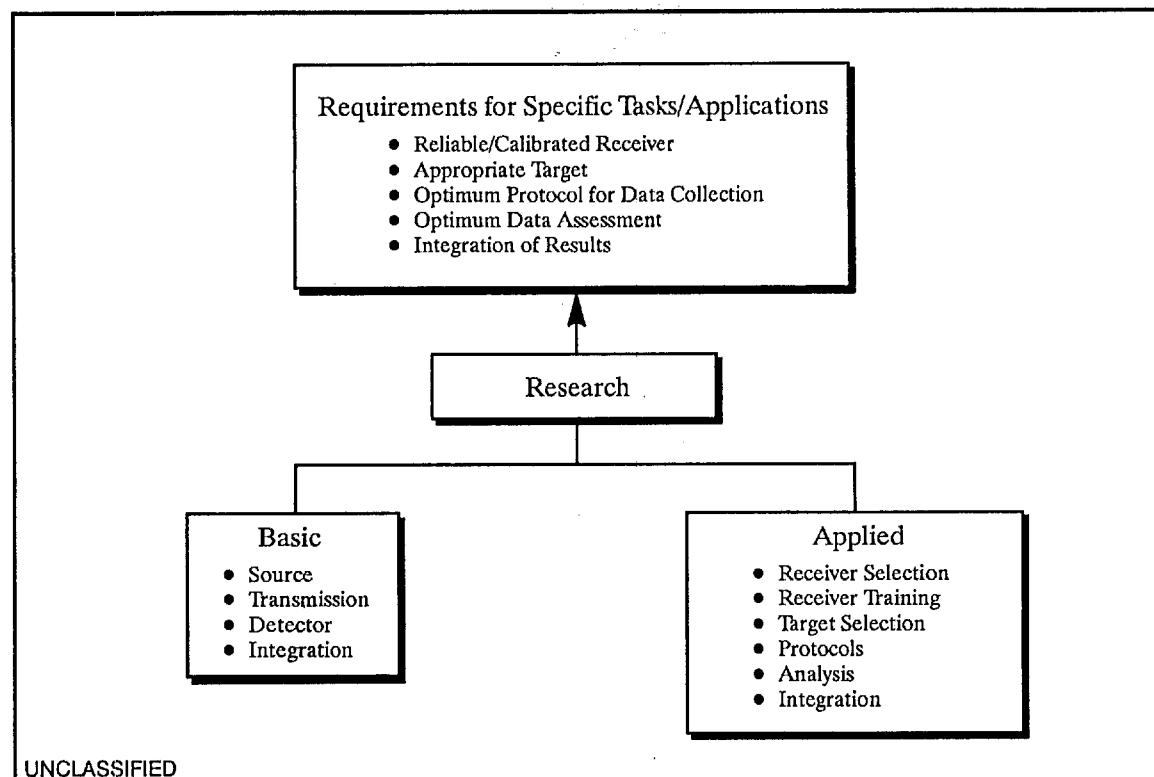 Requirements for Specific Tasks/Applications
● Reliable/Calibrated Receiver
● Appropriate Target
● Optimum Protocol for Data Collection
● Optimum Data Assessment
● Integration of Results
Research
Basic
● Source
● Transmission
● Detector
● Integration
Applied
● Receiver Selection
● Receiver Training
● Target Selection
● Protocols
● Analysis
● Integration
UNCLASSIFIED